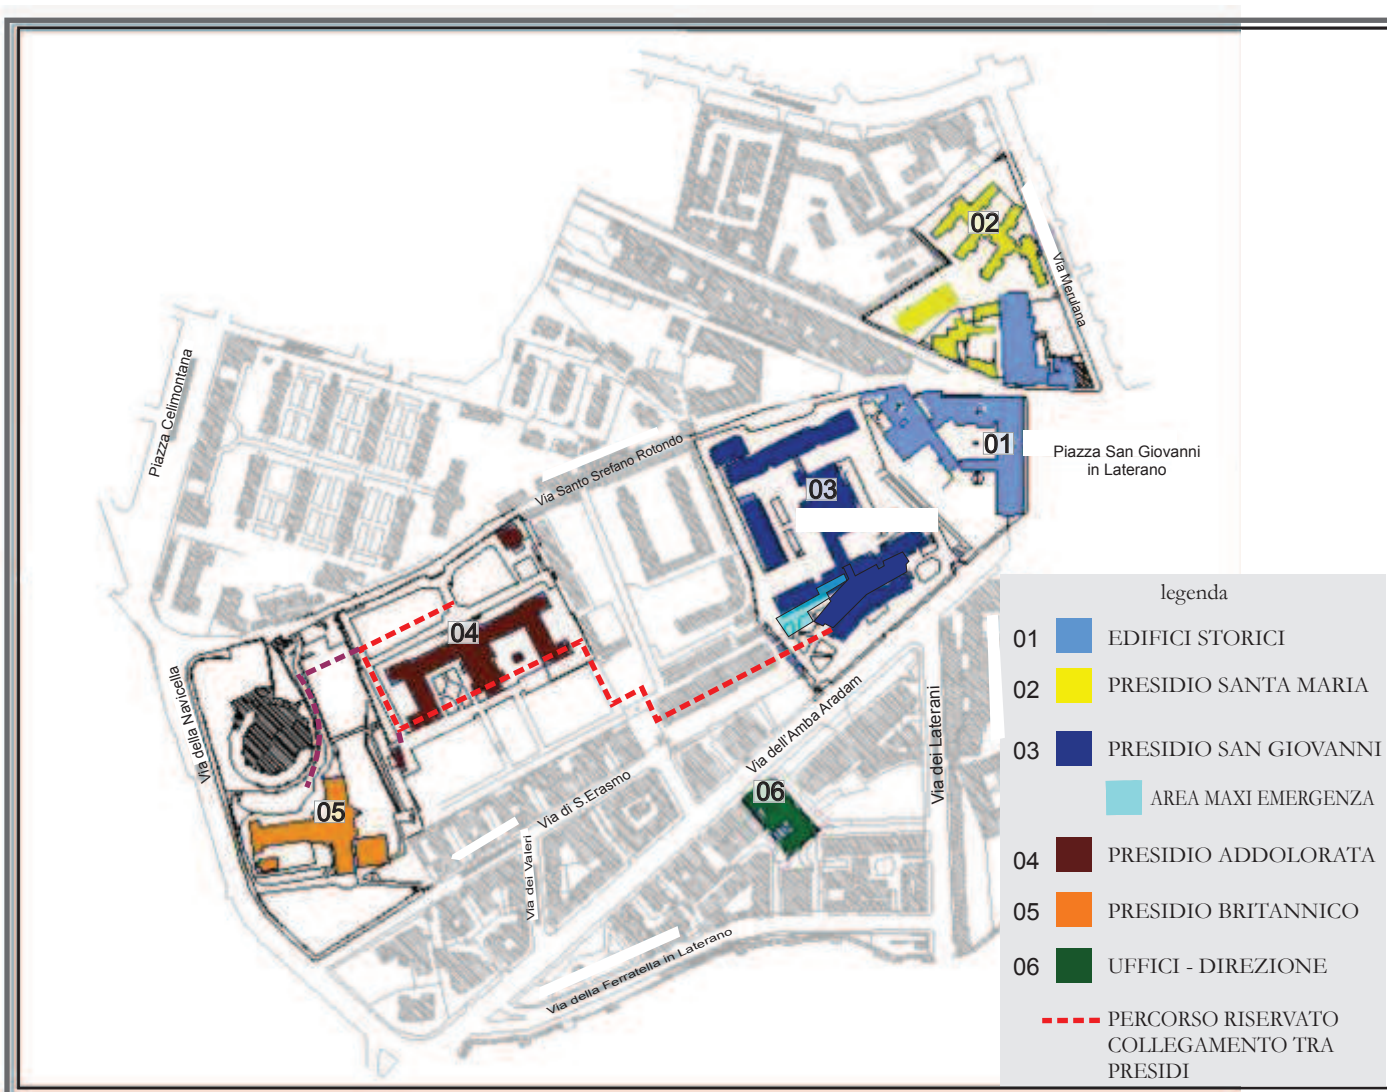 02
Via Merulana
Piazza Celimontana
01
Piazza San Giovanni
in Laterano
Via Santo Srefano Rotondo
03
04
Via della Navicella
05
Via di S.Erasmo
Via dei Valeri
Via dell'Amba Aradam
06
Via dei Laterani
Via della Ferratella in Laterano
legenda
01 EDIFICI STORICI
02 PRESIDIO SANTA MARIA
03 PRESIDIO SAN GIOVANNI
AREA MAXI EMERGENZA
04 PRESIDIO ADDOLORATA
05 PRESIDIO BRITANNICO
06 UFFICI - DIREZIONE
PERCORSO RISERVATO
COLLEGAMENTO TRA
PRESIDI